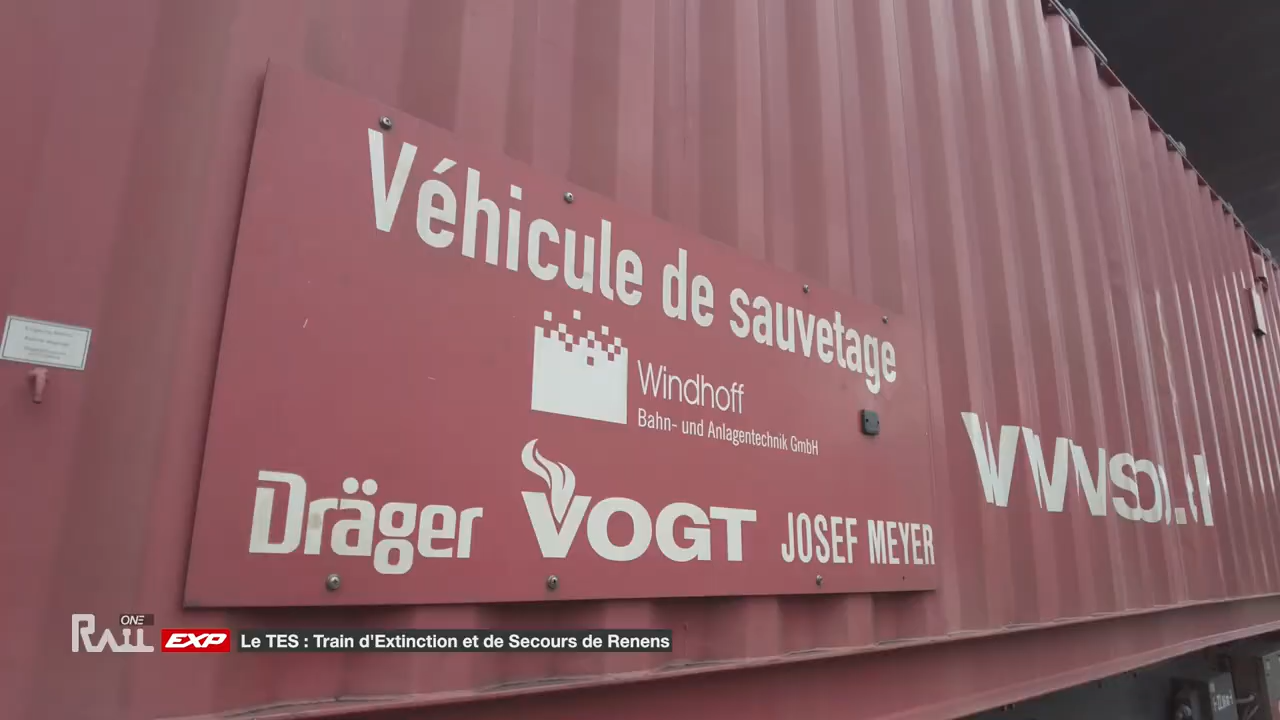 Véhicule de sauvetage
Windhoff
Bahn- und Anlagentechnik GmbH
Dräger
VOGT
JOSEF MEYER
RAIL ONE
EXP
Le TES : Train d'Extinction et de Secours de Renens